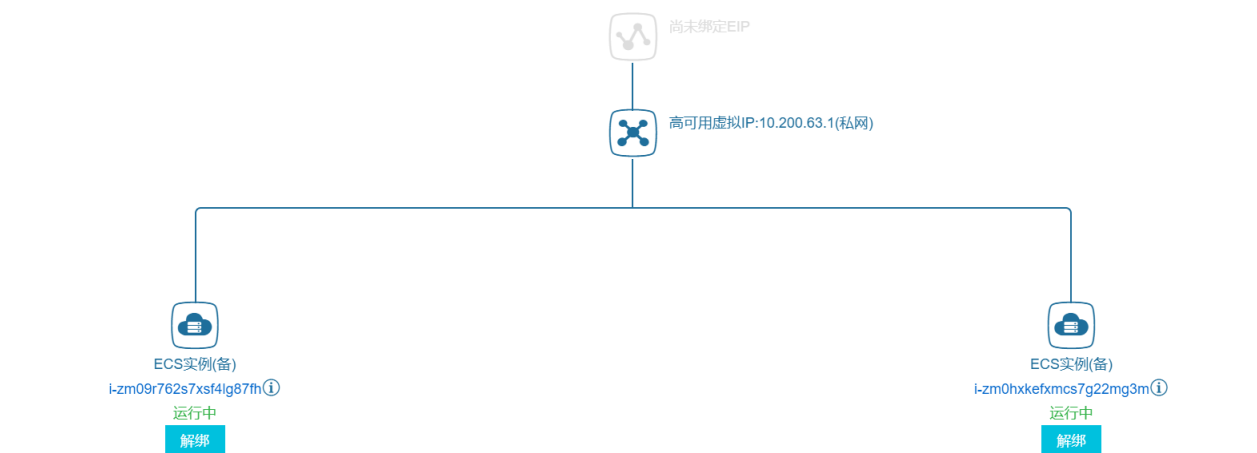 尚未绑定EIP
高可用虚拟IP:10.200.63.1(私网)
ECS实例(备)
i-zm09r762s7xsf4lg87fh
运行中
解绑
ECS实例(备)
i-zm0hxkefxmcs7g22mg3m
运行中
解绑